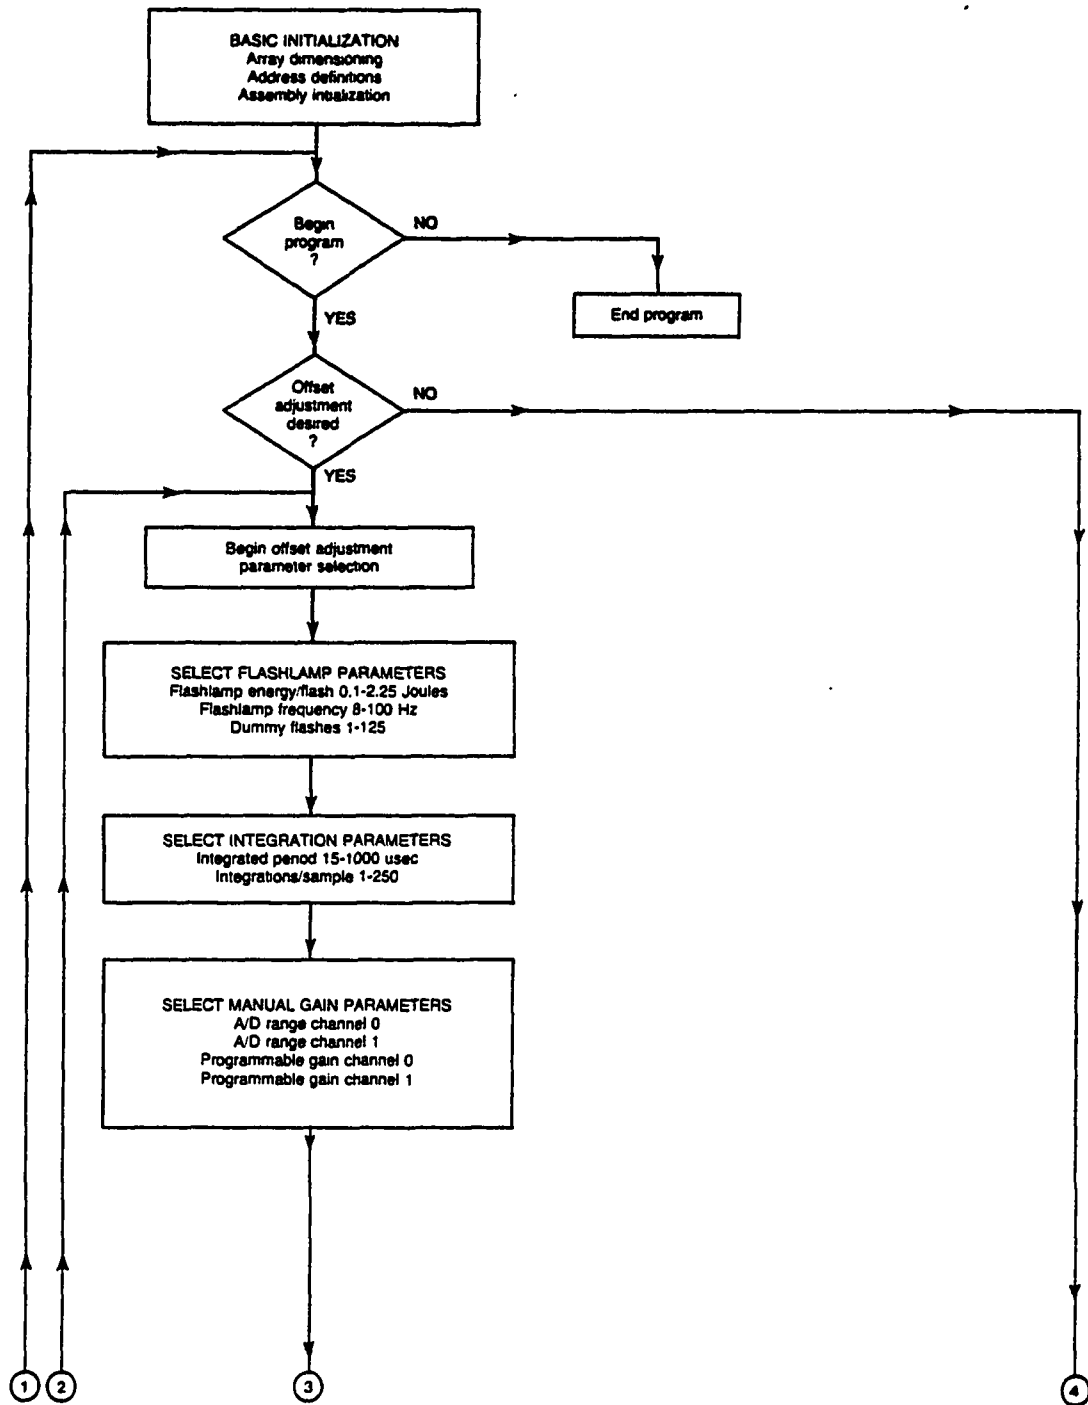 BASIC INITIALIZATION
Array dimensioning
Address definitions
Assembly intialization
Begin
program
?
NO
End program
YES
Offset
adjustment
desired
?
NO
YES
Begin offset adjustment
parameter selection
SELECT FLASHLAMP PARAMETERS
Flashlamp energy/flash 0.1-2.25 Joules
Flashlamp frequency 8-100 Hz
Dummy flashes 1-125
SELECT INTEGRATION PARAMETERS
Integrated period 15-1000 usec
Integrations/sample 1-250
SELECT MANUAL GAIN PARAMETERS
A/D range channel 0
A/D range channel 1
Programmable gain channel 0
Programmable gain channel 1
1
2
3
4